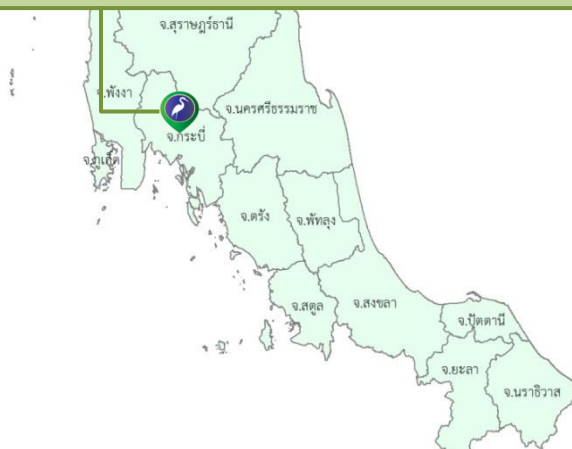 จ.สุราษฎร์ธานี
จ.พังงา
จ.นครศรีธรรมราช
จ.กระบี่
จ.ภูเก็ต
จ.ตรัง
จ.พัทลุง
จ.สตูล
จ.สงขลา
จ.ปัตตานี
จ.ยะลา
จ.นราธิวาส